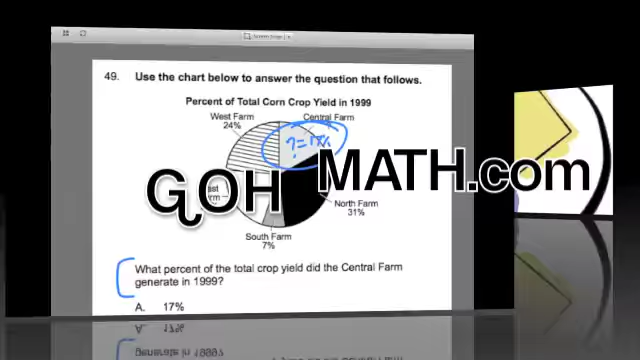 49. Use the chart below to answer the question that follows.
Percent of Total Corn Crop Yield in 1999
West Farm
24%
Central Farm
GOH MATH.com
North Farm
31%
South Farm
7%
What percent of the total crop yield did the Central Farm
generate in 1999?
A. 17%